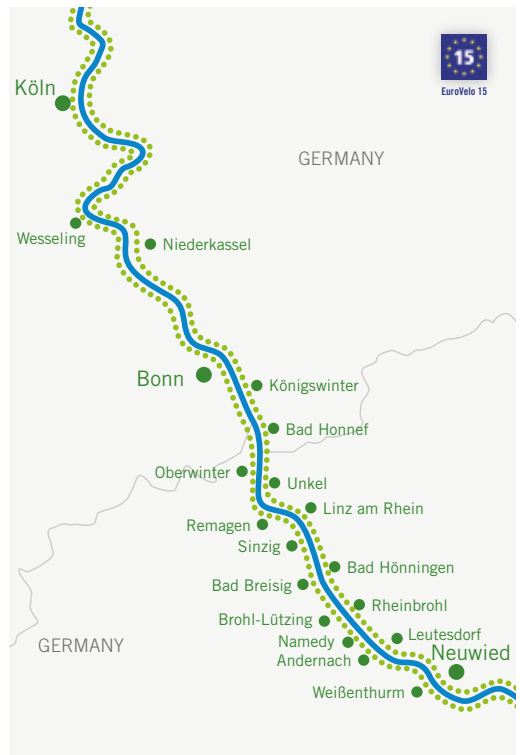 15
EuroVelo 15
Köln
GERMANY
Wesseling
Niederkassel
Bonn
Königswinter
Bad Honnef
Oberwinter
Unkel
Linz am Rhein
Remagen
Sinzig
Bad Hönningen
Bad Breisig
Rheinbrohl
Brohl-Lützing
Leutesdorf
Namedy
GERMANY
Neuwied
Andernach
Weißenthurm